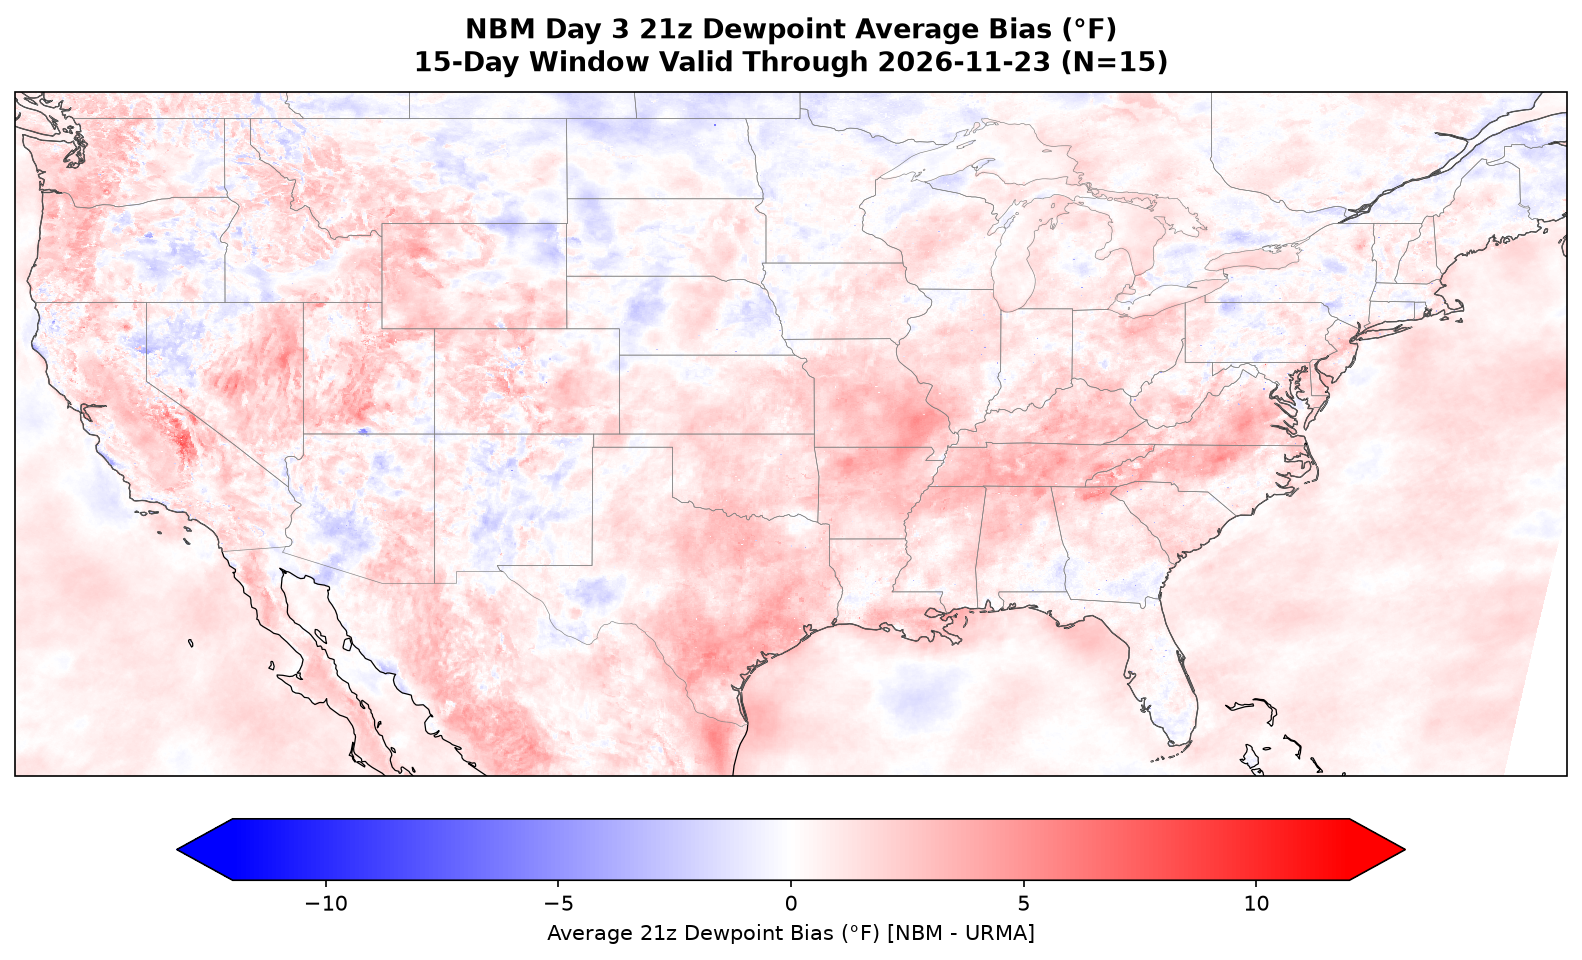 NBM Day 3 21z Dewpoint Average Bias (°F)
15-Day Window Valid Through 2026-11-23 (N=15)
−10 −5 0 5 10
Average 21z Dewpoint Bias (°F) [NBM - URMA]